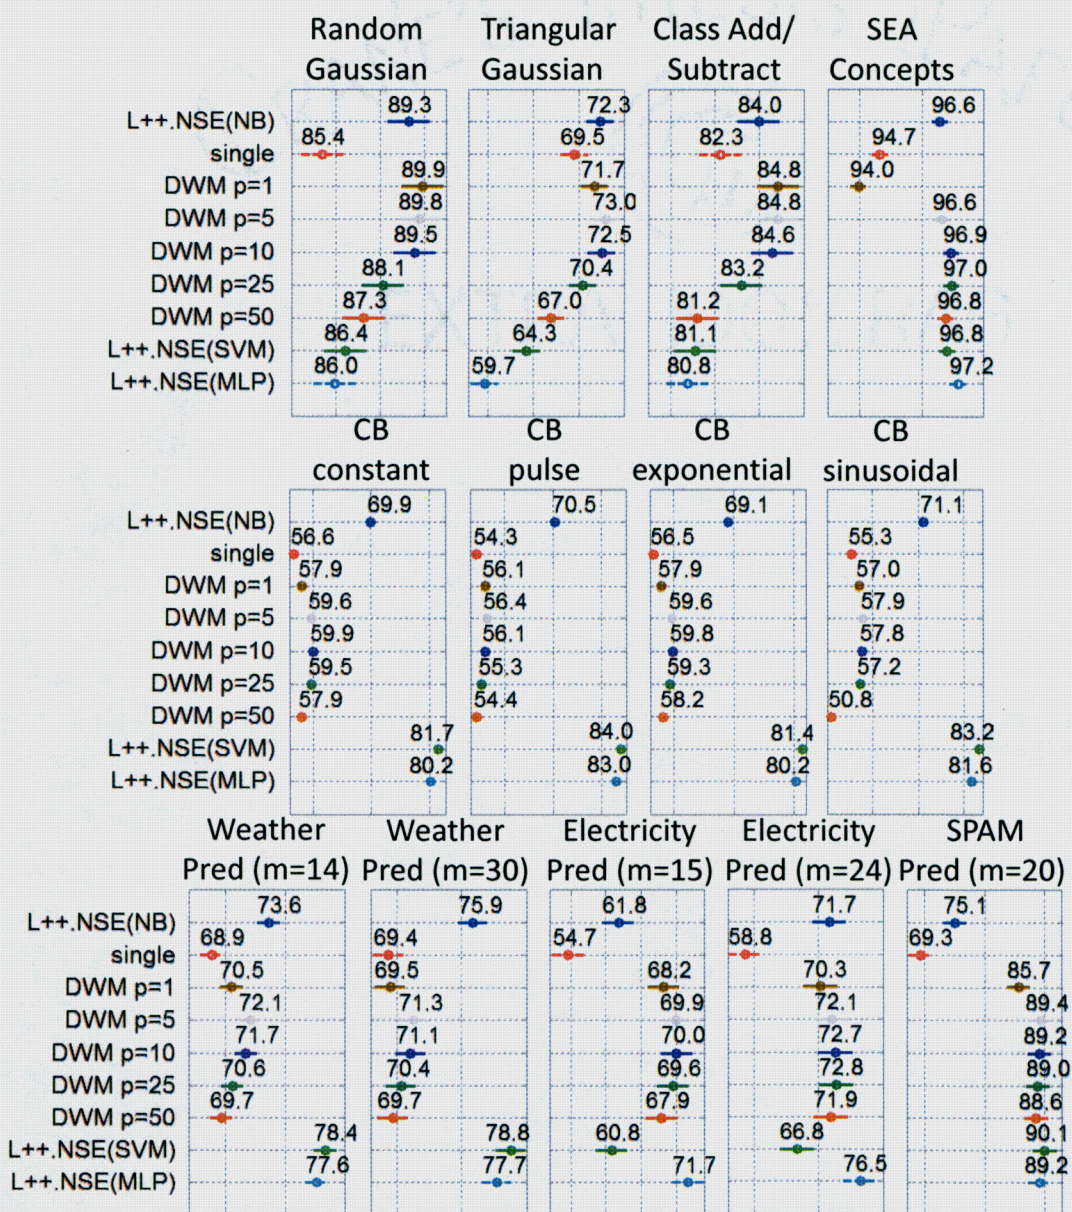 Random Triangular Class Add/ SEA
Gaussian Gaussian Subtract Concepts
L++.NSE(NB) 89.3 72.3 84.0 96.6
single 85.4 69.5 82.3 94.7
DWM p=1 89.9 71.7 84.8 94.0
DWM p=5 89.8 73.0 84.8 96.6
DWM p=10 89.5 72.5 84.6 96.9
DWM p=25 88.1 70.4 83.2 97.0
DWM p=50 87.3 67.0 81.2 96.8
L++.NSE(SVM) 86.4 64.3 81.1 96.8
L++.NSE(MLP) 86.0 59.7 80.8 97.2
CB CB CB CB
constant pulse exponential sinusoidal
L++.NSE(NB) 69.9 70.5 69.1 71.1
single 56.6 54.3 56.5 55.3
DWM p=1 57.9 56.1 57.9 57.0
DWM p=5 59.6 56.4 59.6 57.9
DWM p=10 59.9 56.1 59.8 57.8
DWM p=25 59.5 55.3 59.3 57.2
DWM p=50 57.9 54.4 58.2 50.8
L++.NSE(SVM) 81.7 84.0 81.4 83.2
L++.NSE(MLP) 80.2 83.0 80.2 81.6
Weather Weather Electricity Electricity SPAM
Pred (m=14) Pred (m=30) Pred (m=15) Pred (m=24) Pred (m=20)
L++.NSE(NB) 73.6 75.9 61.8 71.7 75.1
single 68.9 69.4 54.7 58.8 69.3
DWM p=1 70.5 69.5 68.2 70.3 85.7
DWM p=5 72.1 71.3 69.9 72.1 89.4
DWM p=10 71.7 71.1 70.0 72.7 89.2
DWM p=25 70.6 70.4 69.6 72.8 89.0
DWM p=50 69.7 69.7 67.9 71.9 88.6
L++.NSE(SVM) 78.4 78.8 60.8 66.8 90.1
L++.NSE(MLP) 77.6 77.7 71.7 76.5 89.2